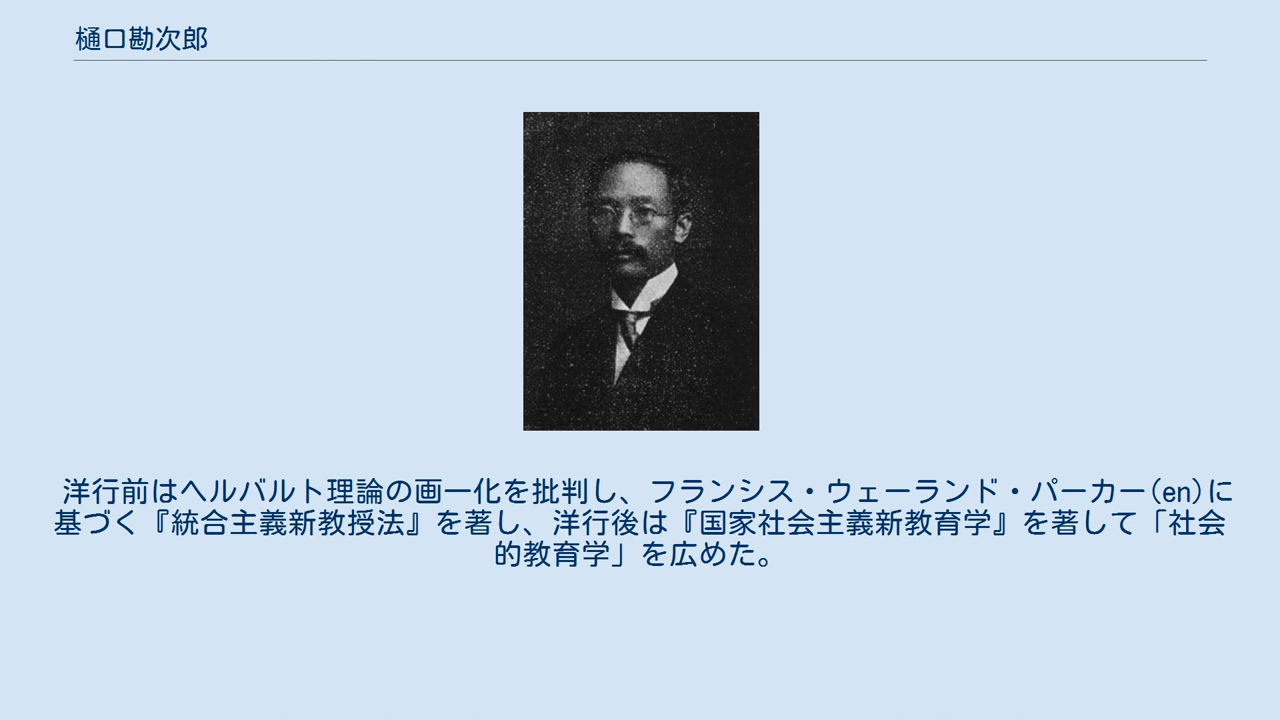 樋口勘次郎
洋行前はヘルバルト理論の画一化を批判し、フランシス・ウェーランド・パーカー(en)に
基づく『統合主義新教授法』を著し、洋行後は『国家社会主義新教育学』を著して「社会
的教育学」を広めた。